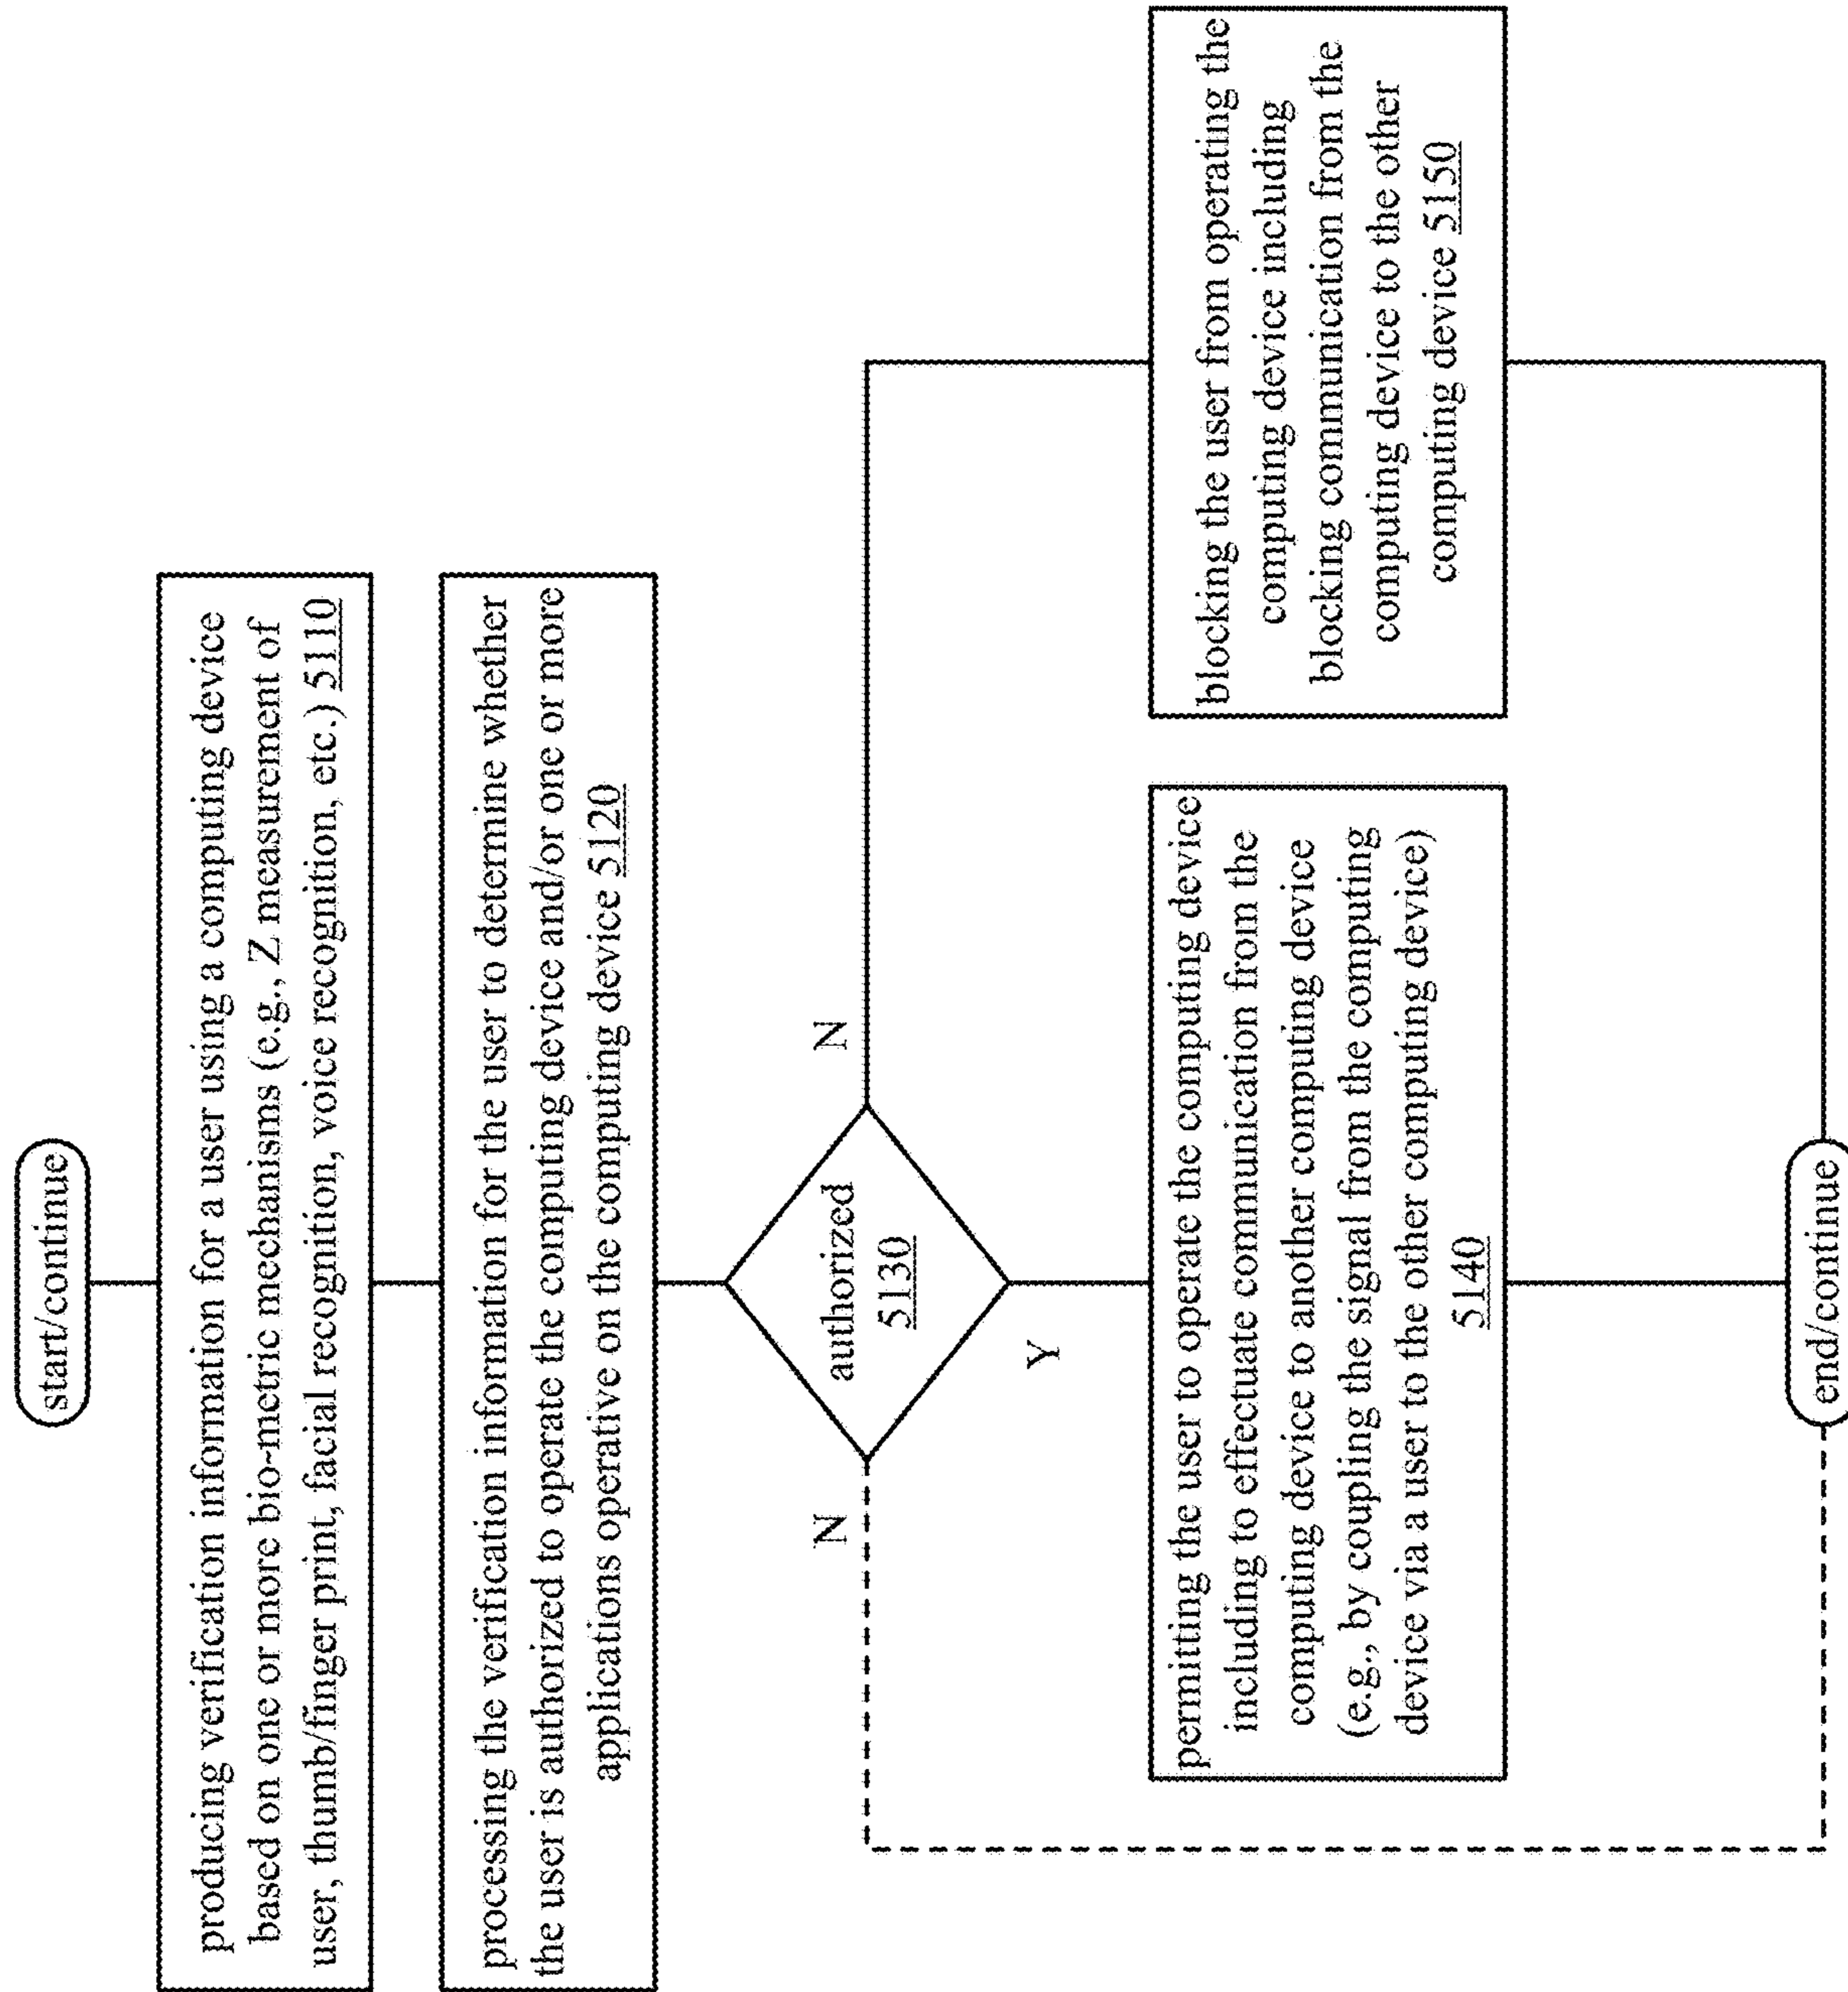 start/continue
producing verification information for a user using a computing device
based on one or more bio-metric mechanisms (e.g., Z measurement of
user, thumb/finger print, facial recognition, voice recognition, etc.) 5110
processing the verification information for the user to determine whether
the user is authorized to operate the computing device and/or one or more
applications operative on the computing device 5120
N
authorized
5130
N
Y
permitting the user to operate the computing device
including to effectuate communication from the
computing device to another computing device
(e.g., by coupling the signal from the computing
device via a user to the other computing device)
5140
blocking the user from operating the
computing device including
blocking communication from the
computing device to the other
computing device 5150
end/continue